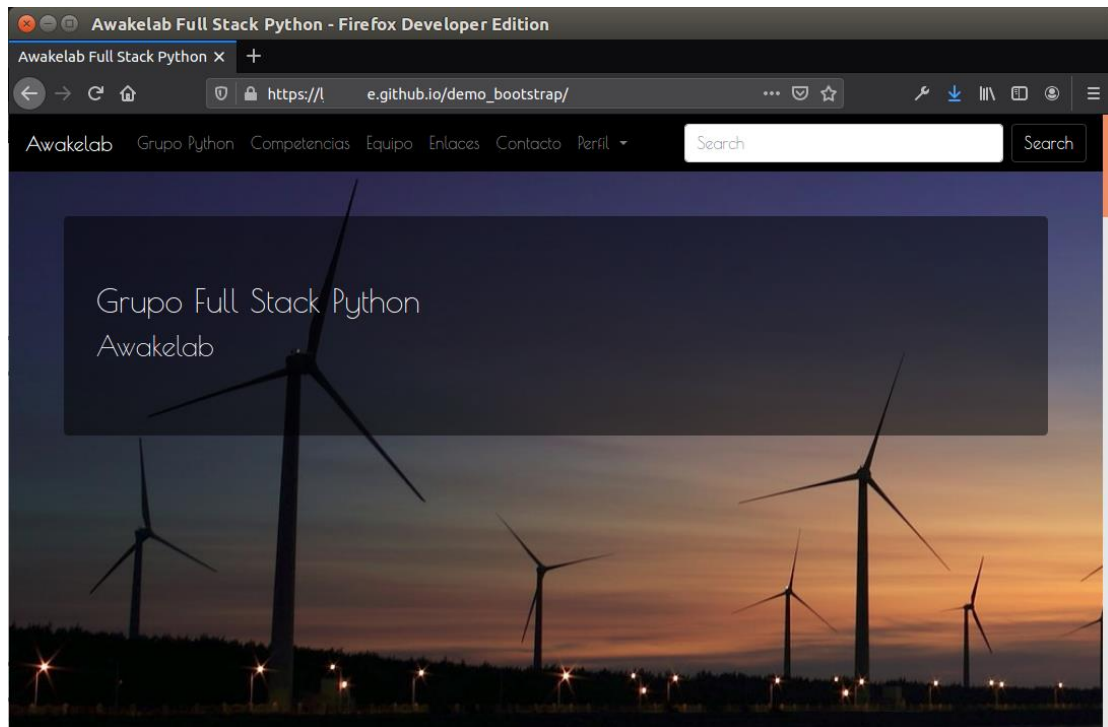 Awakelab Full Stack Python - Firefox Developer Edition
Awakelab Full Stack Python
https://l e.github.io/demo_bootstrap/
Awakelab Grupo Python Competencias Equipo Enlaces Contacto Perfil Search Search
Grupo Full Stack Python
Awakelab